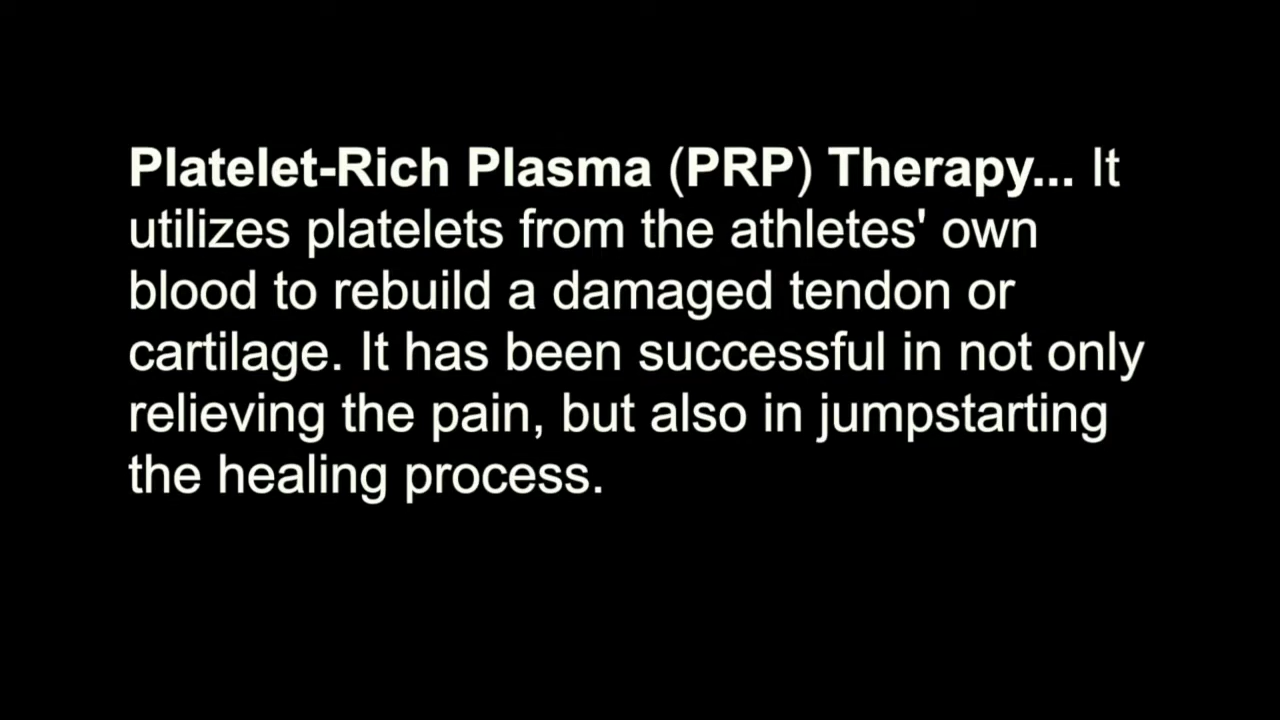 Platelet-Rich Plasma (PRP) Therapy... It
utilizes platelets from the athletes' own
blood to rebuild a damaged tendon or
cartilage. It has been successful in not only
relieving the pain, but also in jumpstarting
the healing process.